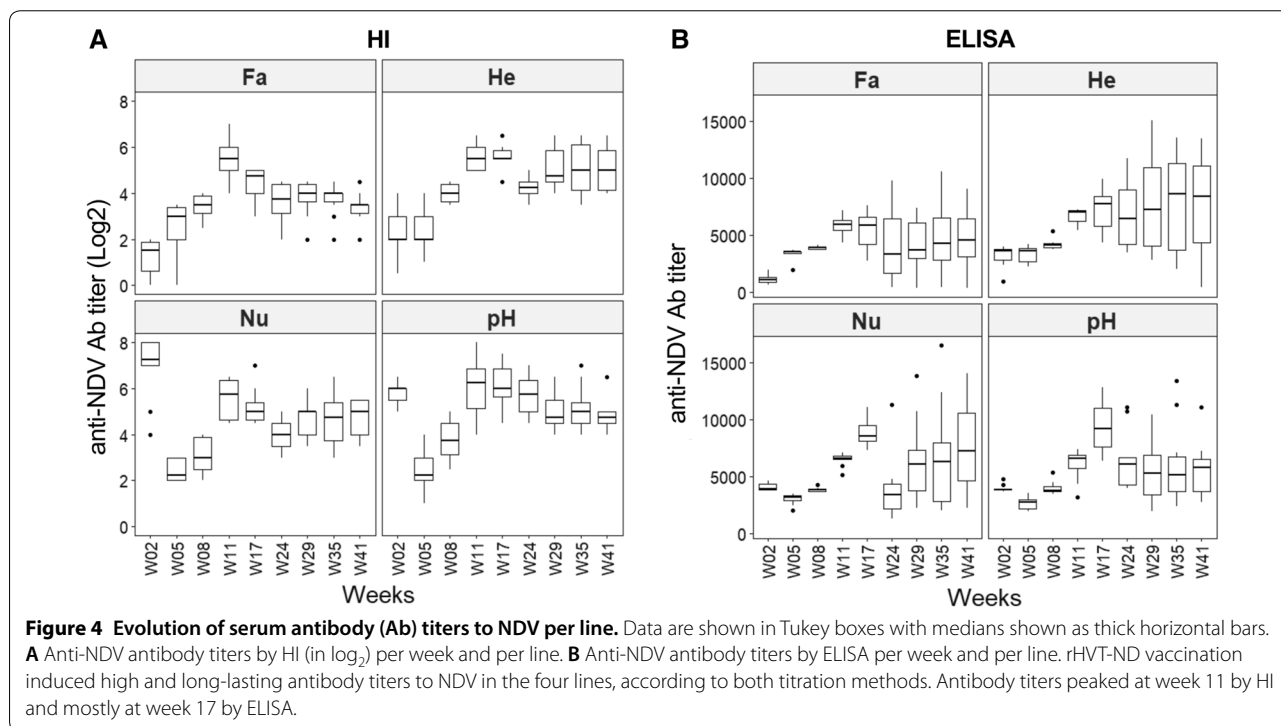 A HI
B ELISA
Fa He
Fa He
8
6
4
2
0
15000
10000
5000
0
Nu pH
Nu pH
8
6
4
2
0
15000
10000
5000
0
anti-NDV Ab titer (Log2)
anti-NDV Ab titer
W02 W05 W08 W11 W17 W24 W29 W35 W41
W02 W05 W08 W11 W17 W24 W29 W35 W41
W02 W05 W08 W11 W17 W24 W29 W35 W41
W02 W05 W08 W11 W17 W24 W29 W35 W41
Weeks
Weeks
Figure 4 Evolution of serum antibody (Ab) titers to NDV per line. Data are shown in Tukey boxes with medians shown as thick horizontal bars.
A Anti-NDV antibody titers by HI (in log2) per week and per line. B Anti-NDV antibody titers by ELISA per week and per line. rHVT-ND vaccination
induced high and long-lasting antibody titers to NDV in the four lines, according to both titration methods. Antibody titers peaked at week 11 by HI
and mostly at week 17 by ELISA.